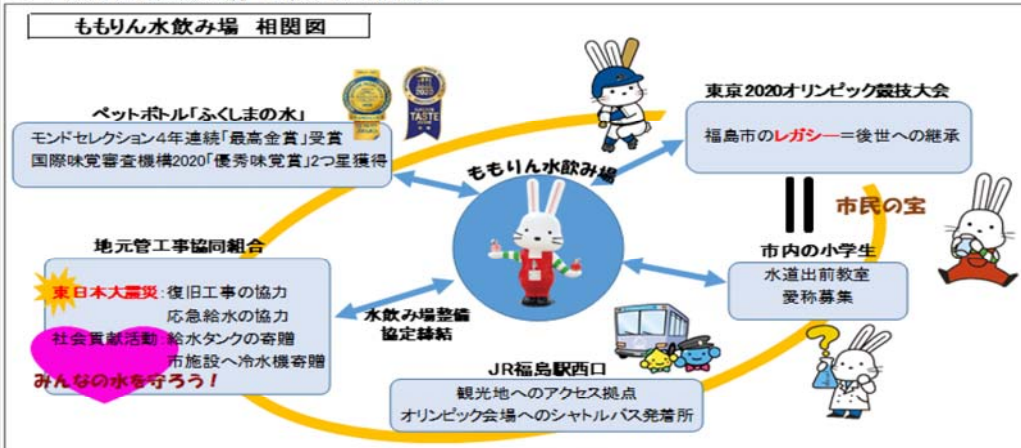 ももりん水飲み場 相関図
ペットボトル「ふくしまの水」
モンドセレクション4年連続「最高金賞」受賞
国際味覚審査機構2020「優秀味覚賞」2つ星獲得
2020
TASTE
東京2020オリンピック競技大会
福島市のレガシー＝後世への継承
ももりん水飲み場
市民の宝
地元管工事協同組合
東日本大震災:復旧工事の協力
応急給水の協力
社会貢献活動:給水タンクの寄贈
市施設へ冷水機寄贈
みんなの水を守ろう!
水飲み場整備
協定締結
市内の小学生
水道出前教室
愛称募集
JR福島駅西口
観光地へのアクセス拠点
オリンピック会場へのシャトルバス発着所
?